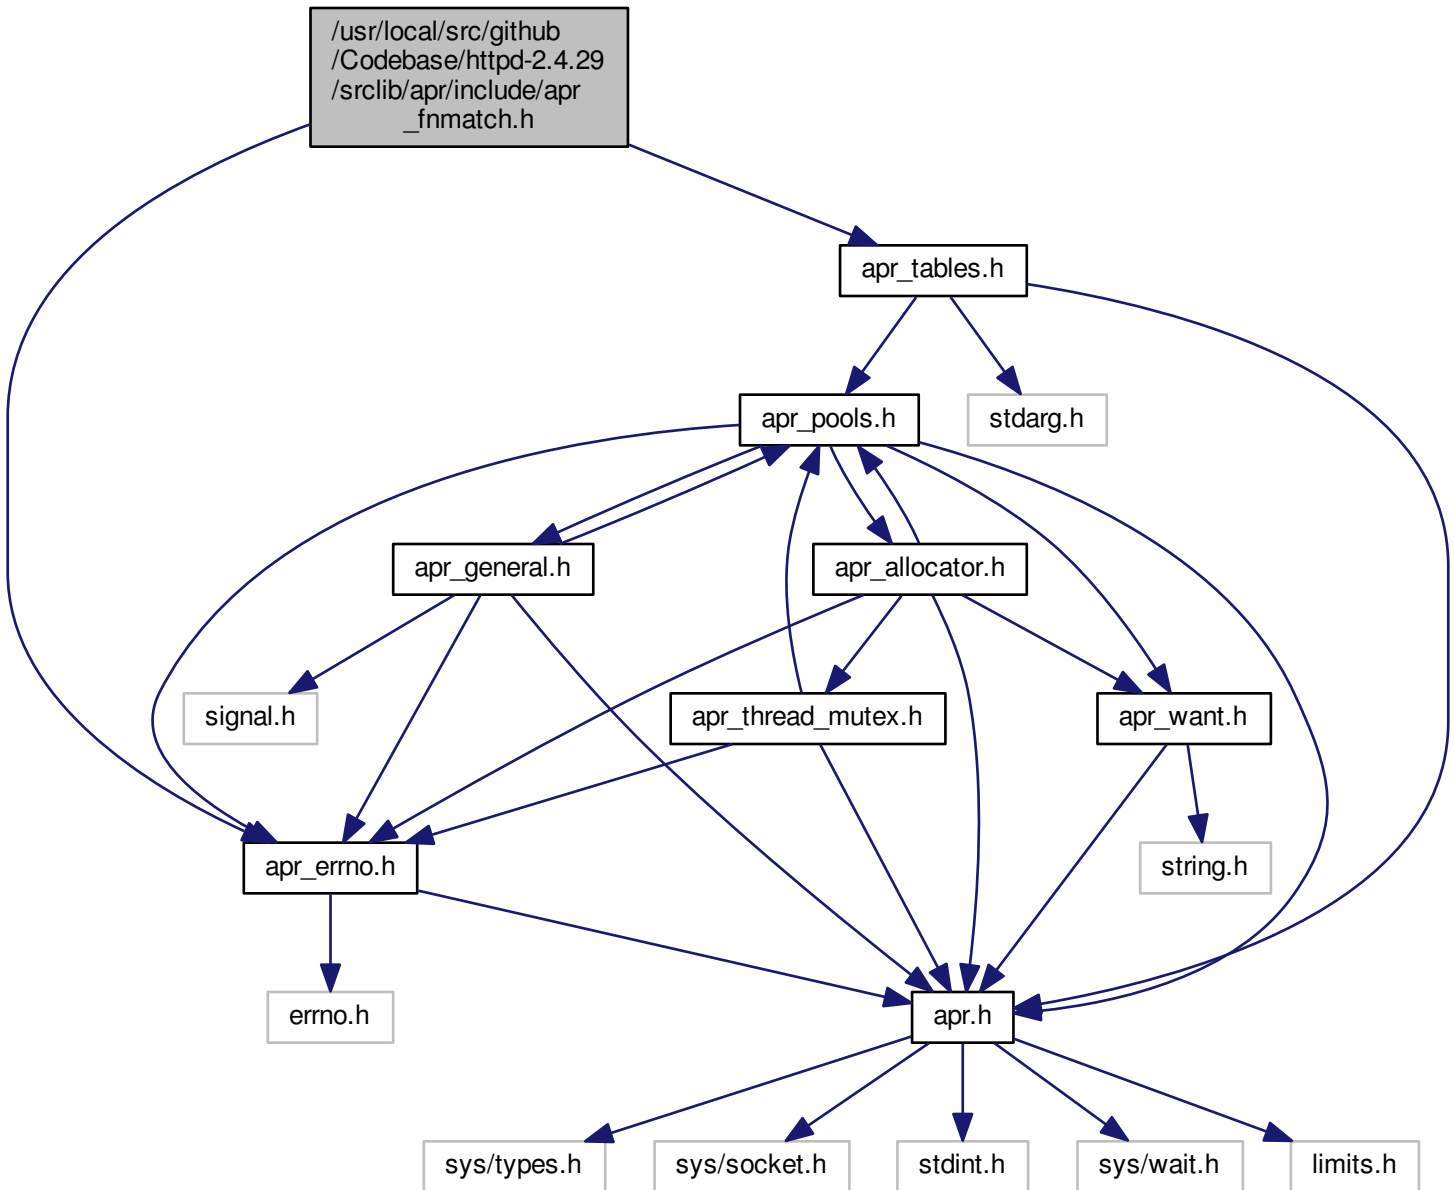 /usr/local/src/github
/Codebase/httpd-2.4.29
/srclib/apr/include/apr
_fnmatch.h
apr_tables.h
apr_pools.h
stdarg.h
apr_general.h
apr_allocator.h
signal.h
apr_thread_mutex.h
apr_want.h
apr_errno.h
string.h
errno.h
apr.h
sys/types.h
sys/socket.h
stdint.h
sys/wait.h
limits.h